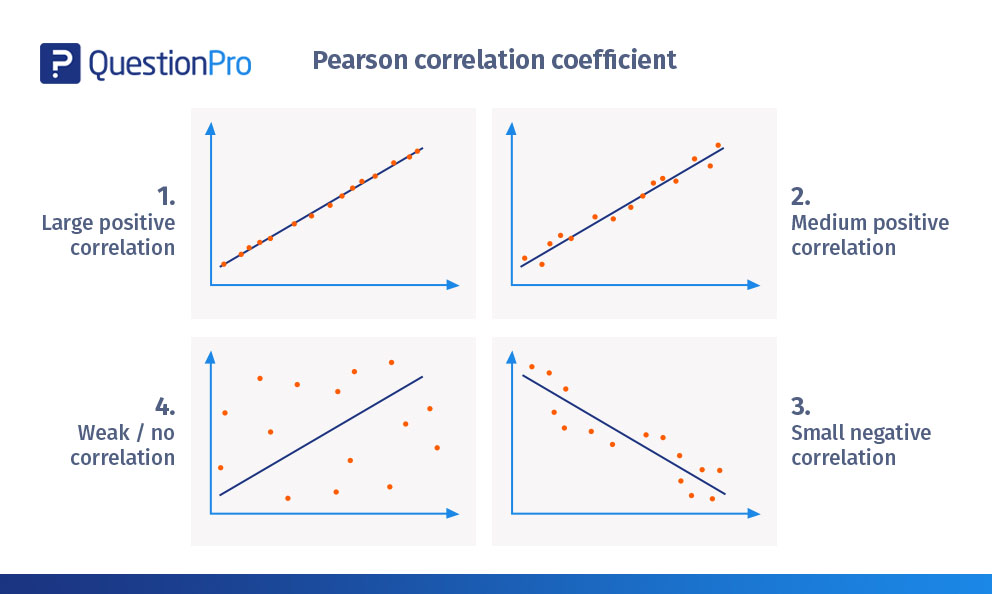 QuestionPro
Pearson correlation coefficient
1.
Large positive
correlation
2.
Medium positive
correlation
4.
Weak / no
correlation
3.
Small negative
correlation